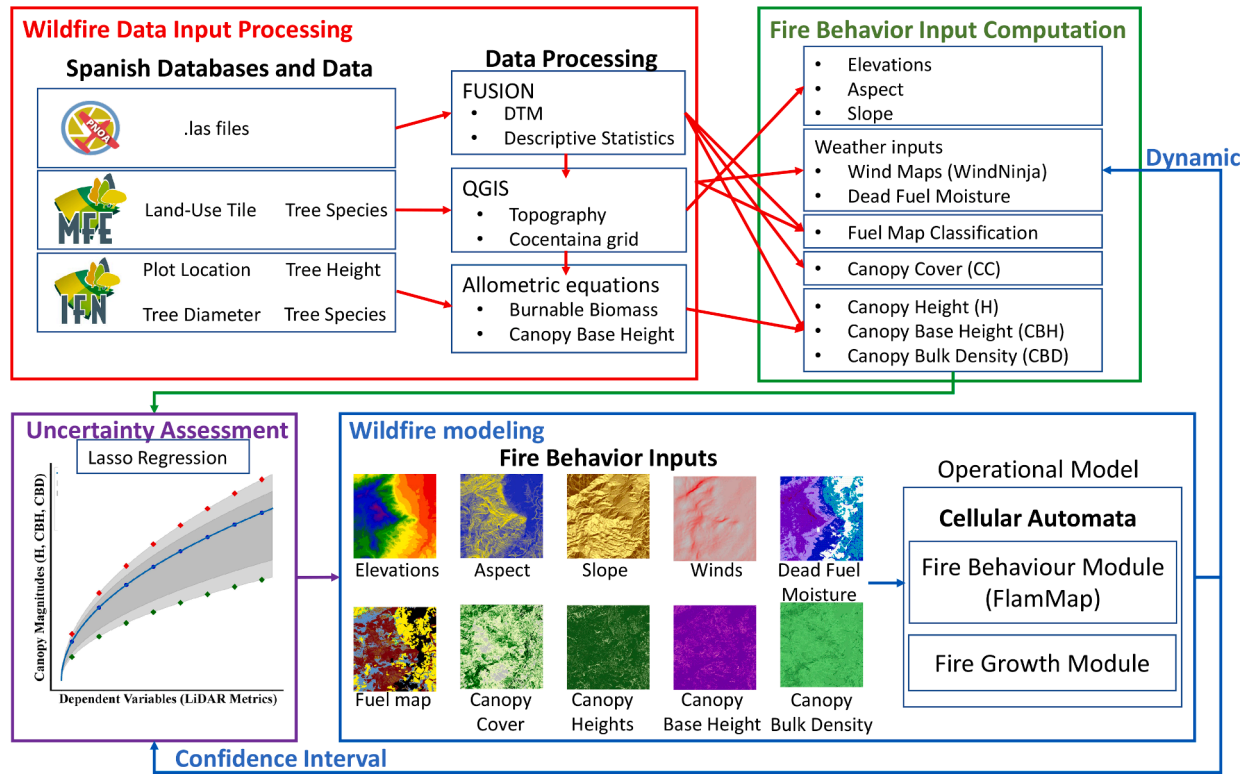 Wildfire Data Input Processing
Spanish Databases and Data
PNOA
.las files
MFE
Land-Use Tile
Tree Species
IFN
Plot Location
Tree Height
Tree Diameter
Tree Species
Data Processing
FUSION
• DTM
• Descriptive Statistics
QGIS
• Topography
• Cocentaina grid
Allometric equations
• Burnable Biomass
• Canopy Base Height
Fire Behavior Input Computation
• Elevations
• Aspect
• Slope
Weather inputs
• Wind Maps (WindNinja)
• Dead Fuel Moisture
• Fuel Map Classification
• Canopy Cover (CC)
• Canopy Height (H)
• Canopy Base Height (CBH)
• Canopy Bulk Density (CBD)
Dynamic
Uncertainty Assessment
Lasso Regression
Canopy Magnitudes (H, CBH, CBD)
Dependent Variables (LiDAR Metrics)
Wildfire modeling
Fire Behavior Inputs
Elevations
Aspect
Slope
Winds
Dead Fuel
Moisture
Fuel map
Canopy
Cover
Canopy
Heights
Canopy
Base Height
Canopy
Bulk Density
Operational Model
Cellular Automata
Fire Behaviour Module
(FlamMap)
Fire Growth Module
Confidence Interval